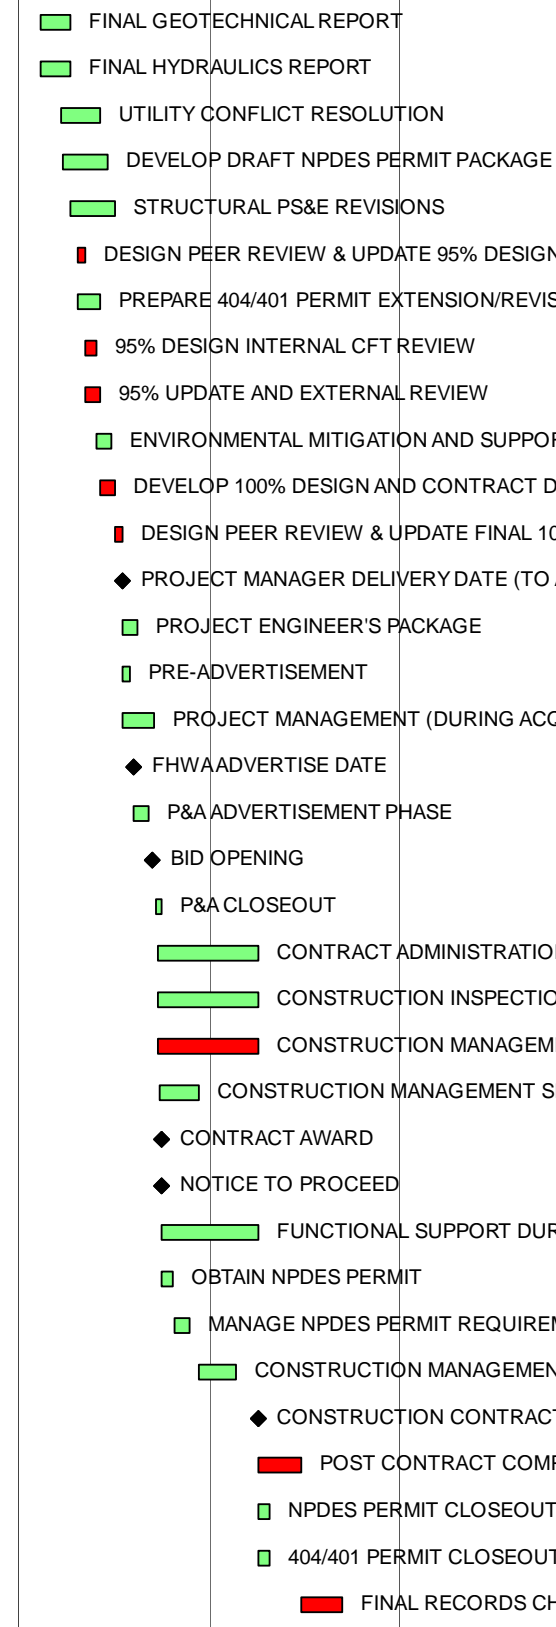 FINAL GEOTECHNICAL REPORT
FINAL HYDRAULICS REPORT
UTILITY CONFLICT RESOLUTION
DEVELOP DRAFT NPDES PERMIT PACKAGE
STRUCTURAL PS&E REVISIONS
DESIGN PEER REVIEW & UPDATE 95% DESIGN
PREPARE 404/401 PERMIT EXTENSION/REVIS
95% DESIGN INTERNAL CFT REVIEW
95% UPDATE AND EXTERNAL REVIEW
ENVIRONMENTAL MITIGATION AND SUPPOR
DEVELOP 100% DESIGN AND CONTRACT D
DESIGN PEER REVIEW & UPDATE FINAL 10
PROJECT MANAGER DELIVERY DATE (TO A
PROJECT ENGINEER'S PACKAGE
PRE-ADVERTISEMENT
PROJECT MANAGEMENT (DURING ACQ
FHWA ADVERTISE DATE
P&A ADVERTISEMENT PHASE
BID OPENING
P&A CLOSEOUT
CONTRACT ADMINISTRATION
CONSTRUCTION INSPECTIO
CONSTRUCTION MANAGEM
CONSTRUCTION MANAGEMENT S
CONTRACT AWARD
NOTICE TO PROCEED
FUNCTIONAL SUPPORT DUR
OBTAIN NPDES PERMIT
MANAGE NPDES PERMIT REQUIREM
CONSTRUCTION MANAGEMEN
CONSTRUCTION CONTRACT
POST CONTRACT COMP
NPDES PERMIT CLOSEOUT
404/401 PERMIT CLOSEOUT
FINAL RECORDS CH